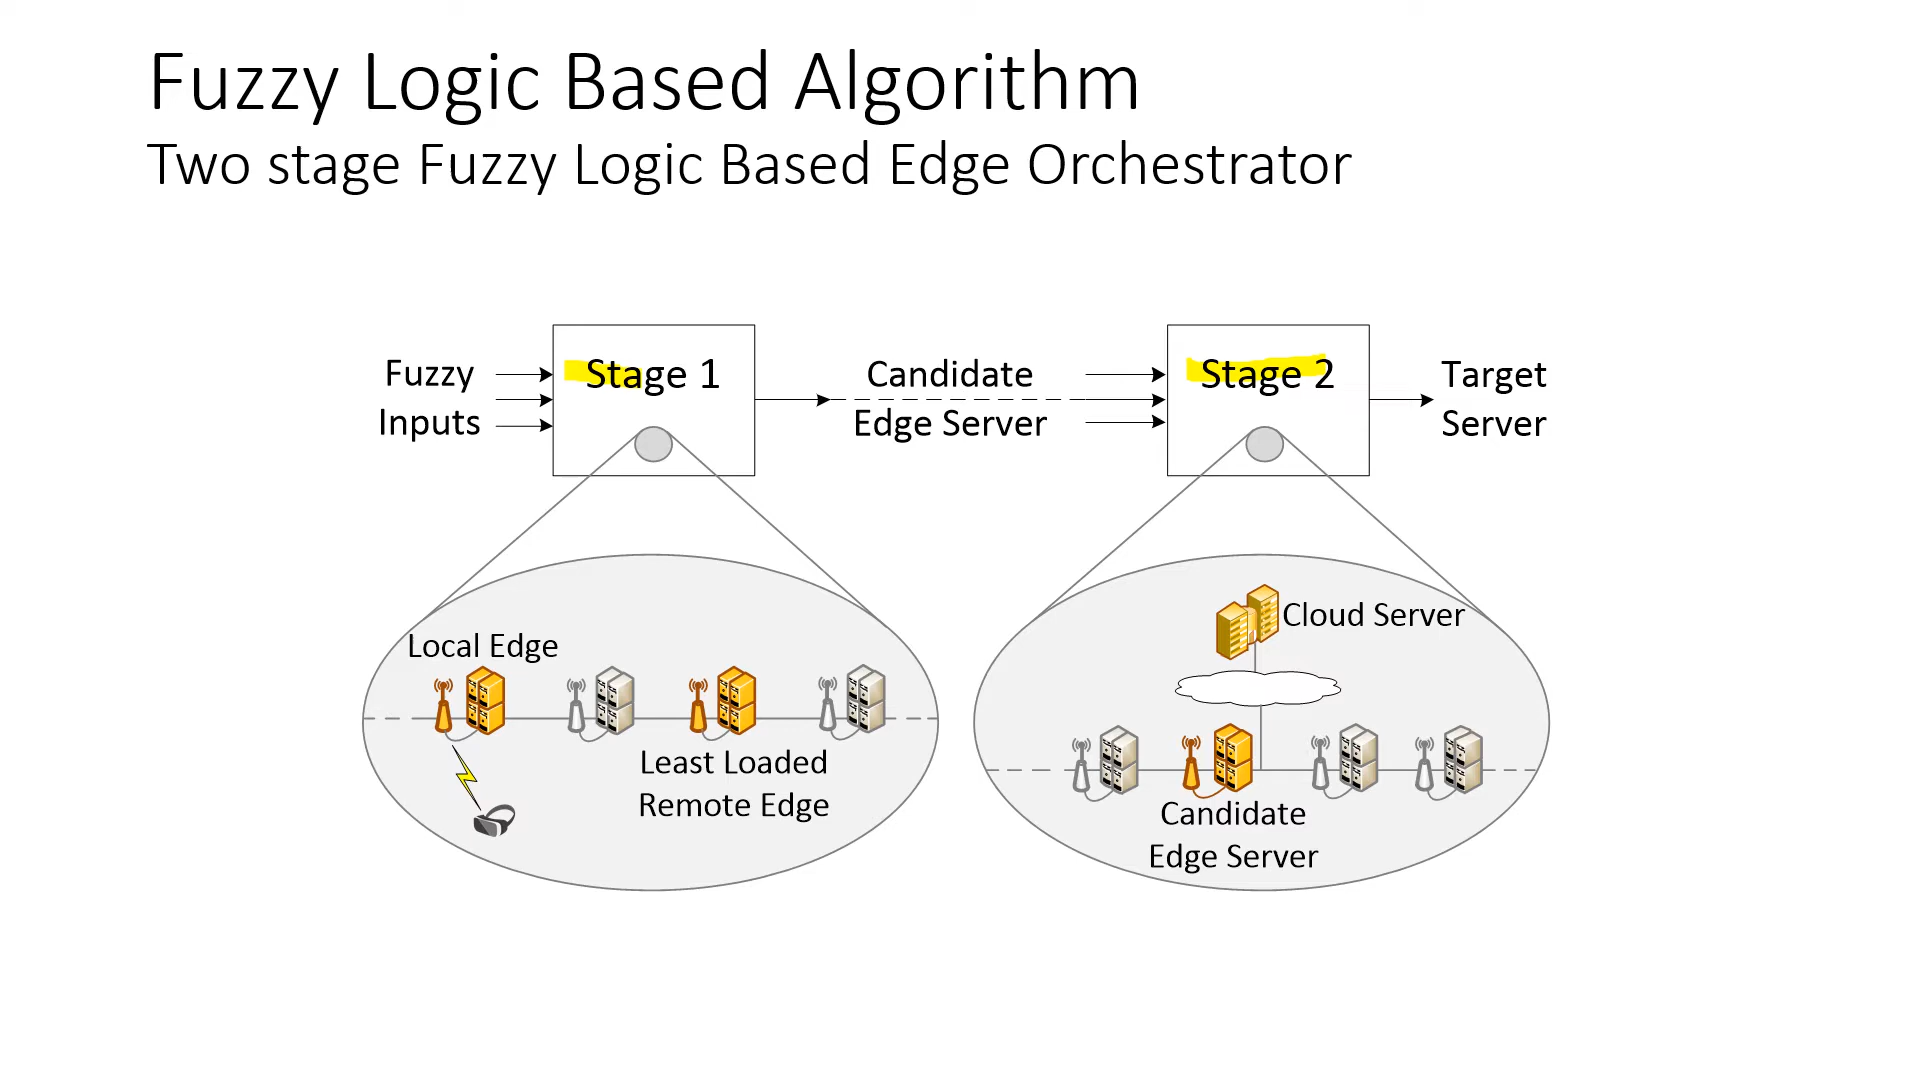 Fuzzy Logic Based Algorithm
Two stage Fuzzy Logic Based Edge Orchestrator
Fuzzy
Inputs
Stage 1
Candidate
Edge Server
Stage 2
Target
Server
Local Edge
Least Loaded
Remote Edge
Cloud Server
Candidate
Edge Server